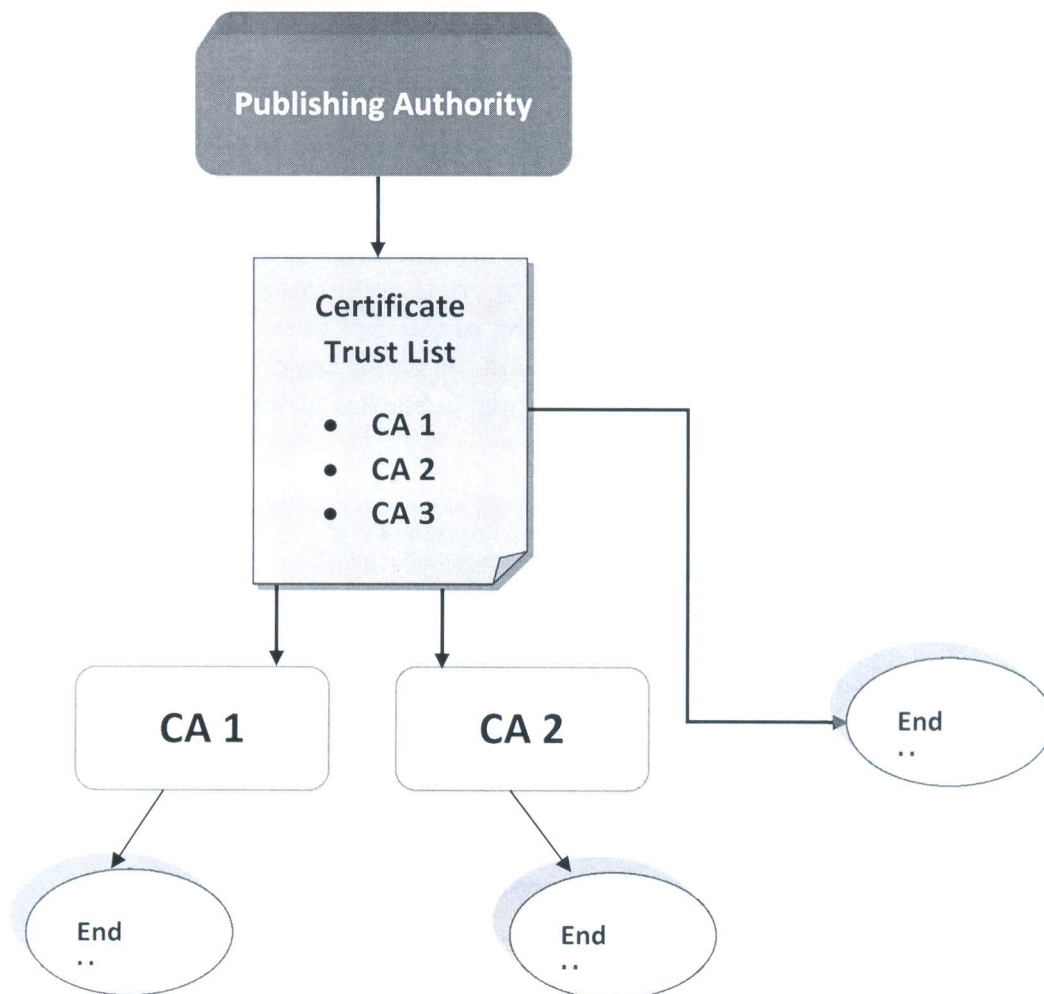 Publishing Authority
Certificate
Trust List
• CA 1
• CA 2
• CA 3
CA 1
CA 2
End
End
End